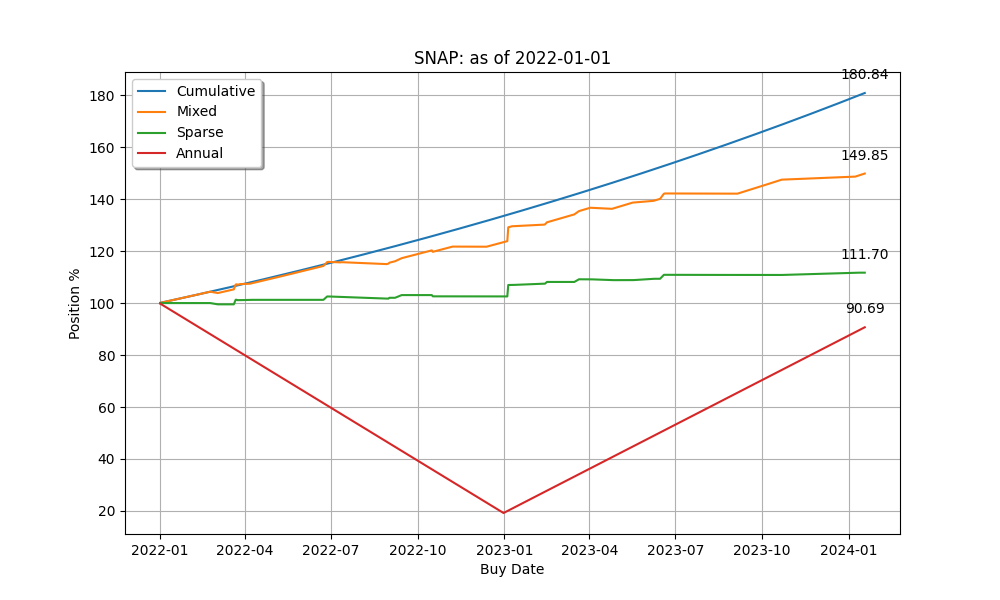 SNAP: as of 2022-01-01
Cumulative
Mixed
Sparse
Annual
180.84
149.85
111.70
90.69
Position %
180
160
140
120
100
80
60
40
20
2022-01 2022-04 2022-07 2022-10 2023-01 2023-04 2023-07 2023-10 2024-01
Buy Date